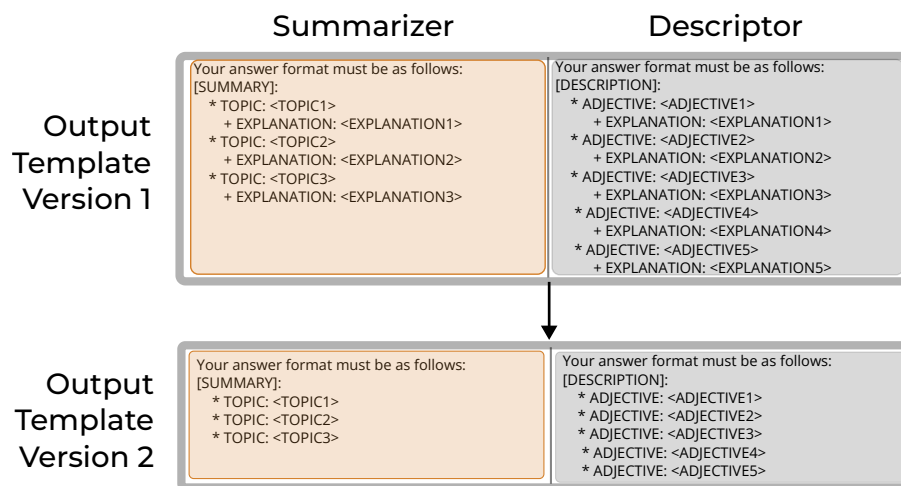 Summarizer
Descriptor
Output
Template
Version 1
Your answer format must be as follows:
[SUMMARY]:
* TOPIC: <TOPIC1>
+ EXPLANATION: <EXPLANATION1>
* TOPIC: <TOPIC2>
+ EXPLANATION: <EXPLANATION2>
* TOPIC: <TOPIC3>
+ EXPLANATION: <EXPLANATION3>
Your answer format must be as follows:
[DESCRIPTION]:
* ADJECTIVE: <ADJECTIVE1>
+ EXPLANATION: <EXPLANATION1>
* ADJECTIVE: <ADJECTIVE2>
+ EXPLANATION: <EXPLANATION2>
* ADJECTIVE: <ADJECTIVE3>
+ EXPLANATION: <EXPLANATION3>
* ADJECTIVE: <ADJECTIVE4>
+ EXPLANATION: <EXPLANATION4>
* ADJECTIVE: <ADJECTIVE5>
+ EXPLANATION: <EXPLANATION5>
Output
Template
Version 2
Your answer format must be as follows:
[SUMMARY]:
* TOPIC: <TOPIC1>
* TOPIC: <TOPIC2>
* TOPIC: <TOPIC3>
Your answer format must be as follows:
[DESCRIPTION]:
* ADJECTIVE: <ADJECTIVE1>
* ADJECTIVE: <ADJECTIVE2>
* ADJECTIVE: <ADJECTIVE3>
* ADJECTIVE: <ADJECTIVE4>
* ADJECTIVE: <ADJECTIVE5>